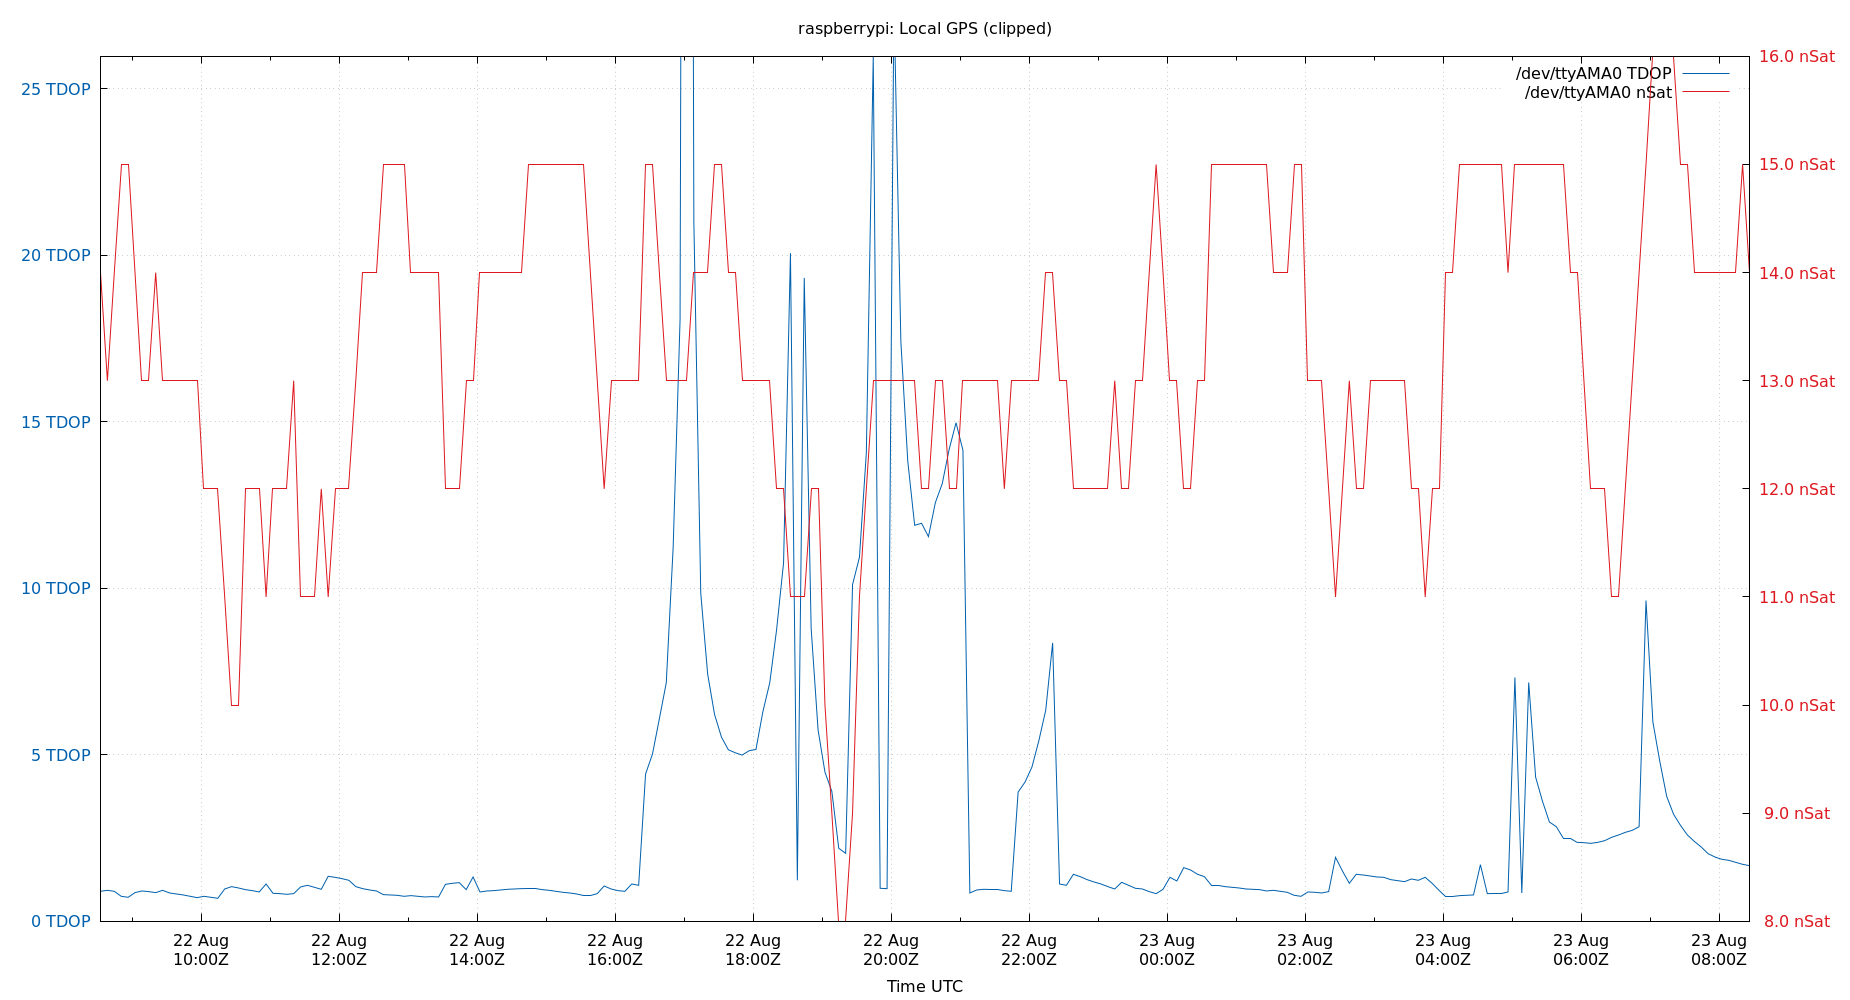 raspberrypi: Local GPS (clipped)
/dev/ttyAMA0 TDOP
/dev/ttyAMA0 nSat
25 TDOP
20 TDOP
15 TDOP
10 TDOP
5 TDOP
0 TDOP
16.0 nSat
15.0 nSat
14.0 nSat
13.0 nSat
12.0 nSat
11.0 nSat
10.0 nSat
9.0 nSat
8.0 nSat
22 Aug 22 Aug 22 Aug 22 Aug 22 Aug 22 Aug 22 Aug 23 Aug 23 Aug 23 Aug 23 Aug 23 Aug
10:00Z 12:00Z 14:00Z 16:00Z 18:00Z 20:00Z 22:00Z 00:00Z 02:00Z 04:00Z 06:00Z 08:00Z
Time UTC